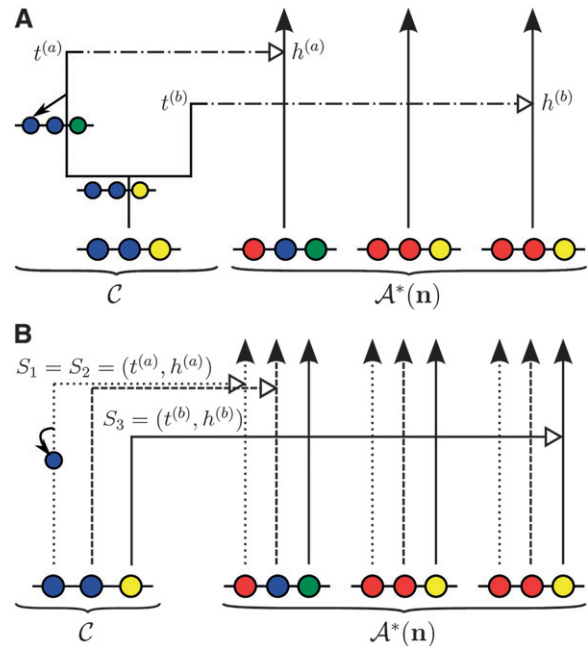 A
t^(a) h^(a)
t^(b) h^(b)
𝒞 𝒜*(n)
B
S₁ = S₂ = (t^(a), h^(a))
S₃ = (t^(b), h^(b))
𝒞 𝒜*(n)